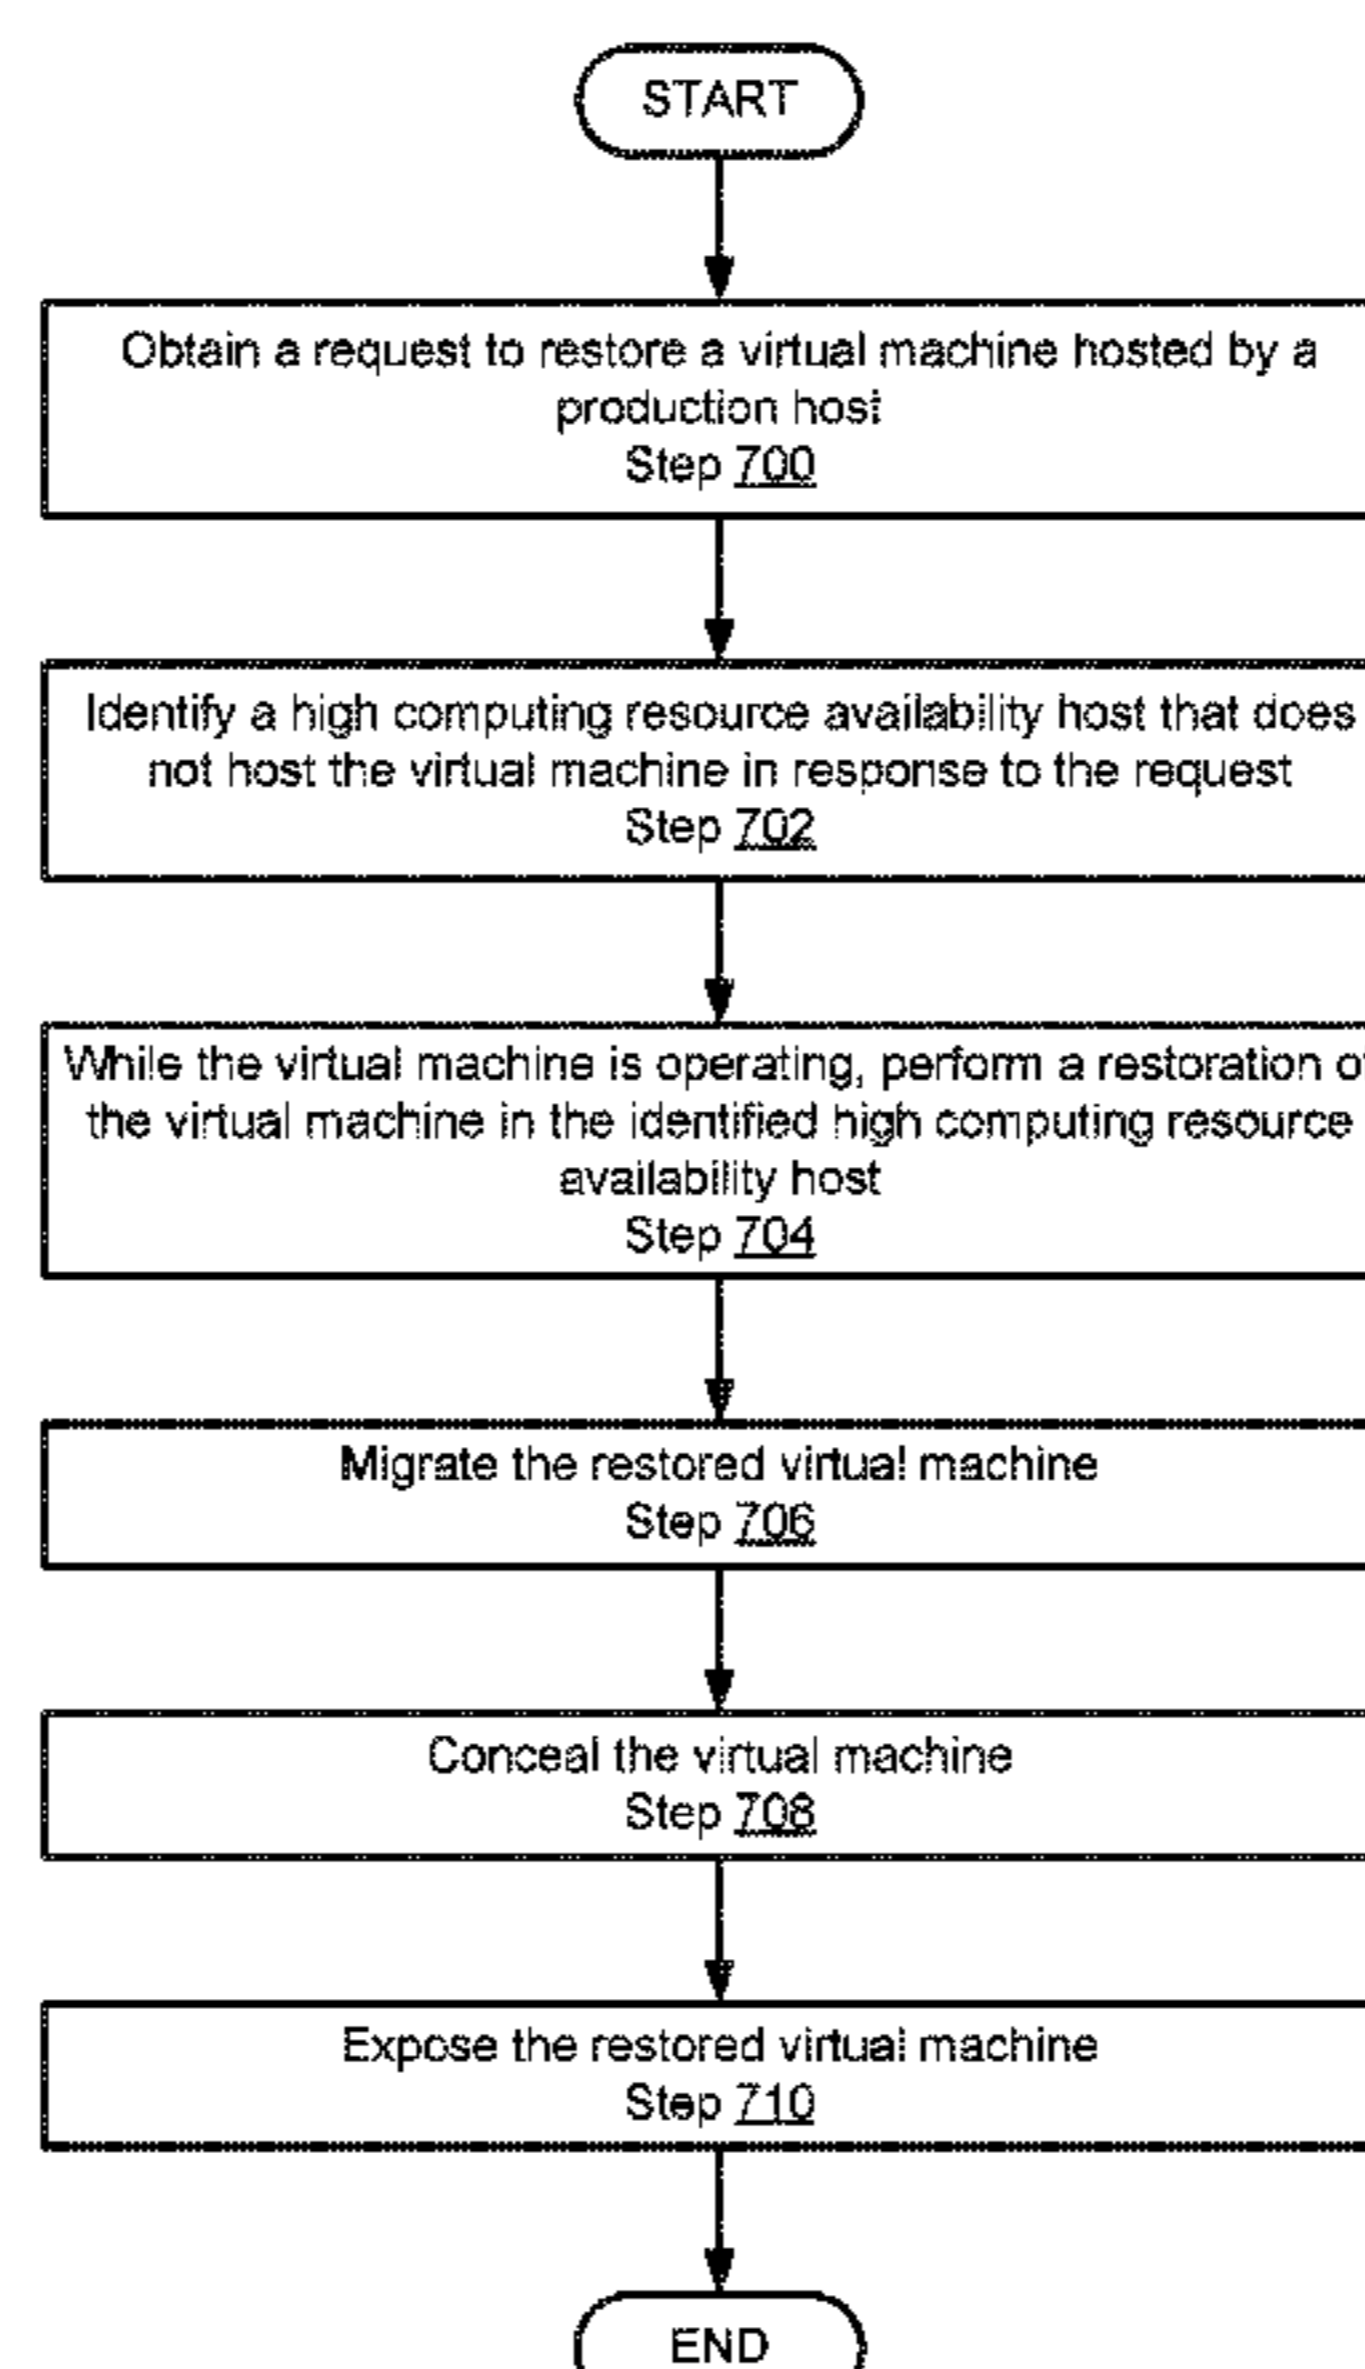 START
Obtain a request to restore a virtual machine hosted by a
production host
Step 700
Identify a high computing resource availability host that does
not host the virtual machine in response to the request
Step 702
While the virtual machine is operating, perform a restoration of
the virtual machine in the identified high computing resource
availability host
Step 704
Migrate the restored virtual machine
Step 706
Conceal the virtual machine
Step 708
Expose the restored virtual machine
Step 710
END